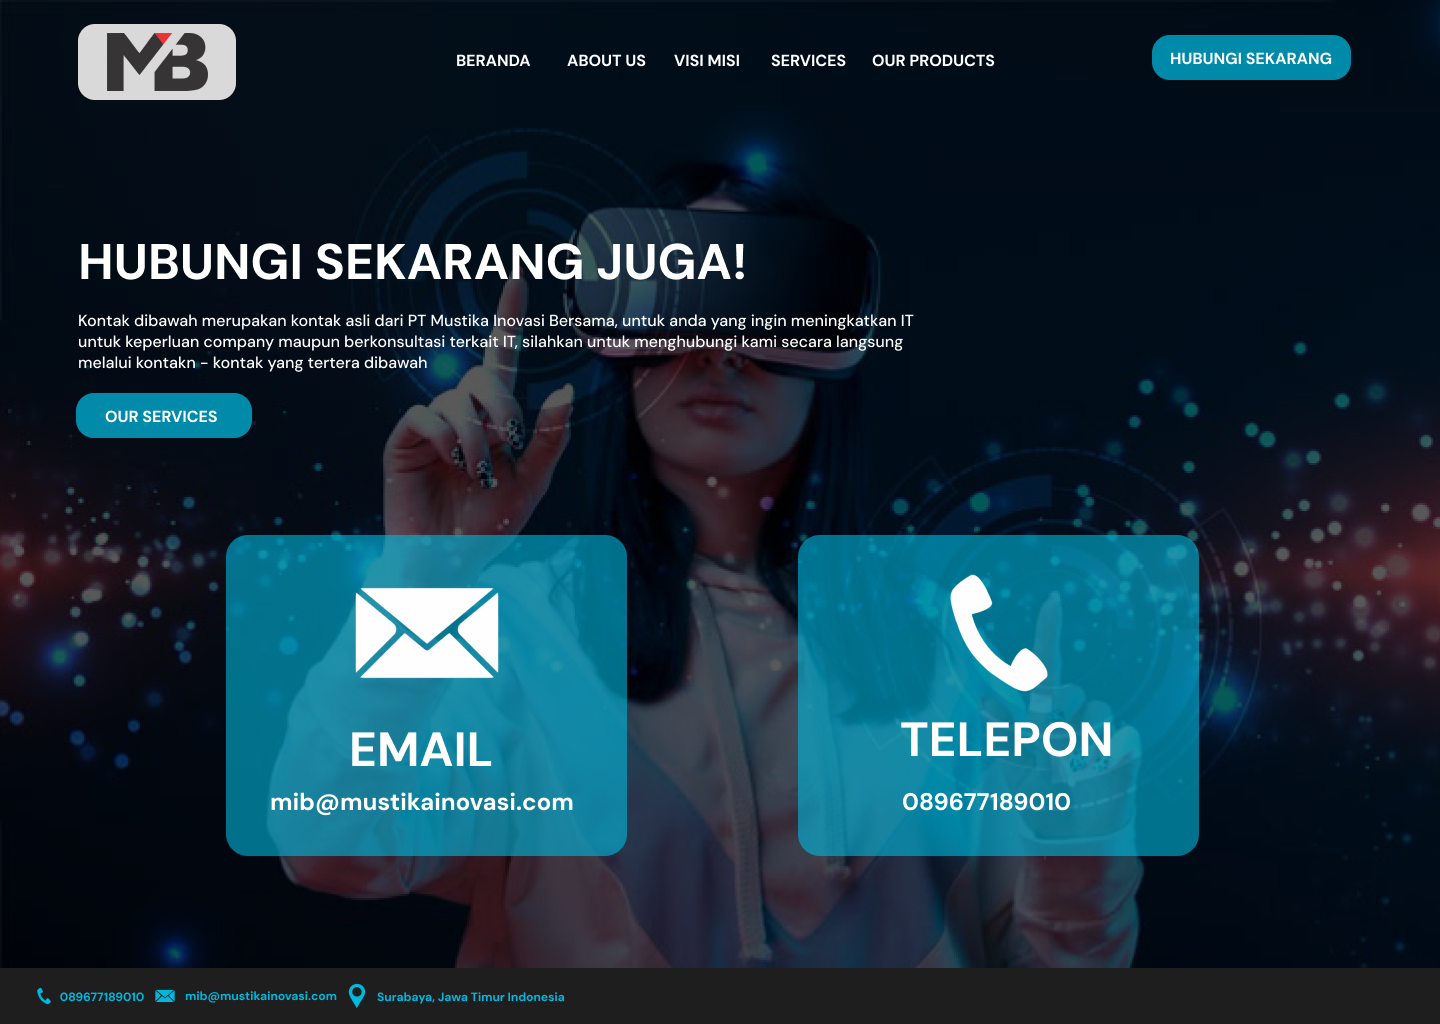 MB
BERANDA
ABOUT US
VISI MISI
SERVICES
OUR PRODUCTS
HUBUNGI SEKARANG
HUBUNGI SEKARANG JUGA!
Kontak dibawah merupakan kontak asli dari PT Mustika Inovasi Bersama, untuk anda yang ingin meningkatkan IT
untuk keperluan company maupun berkonsultasi terkait IT, silahkan untuk menghubungi kami secara langsung
melalui kontakn - kontak yang tertera dibawah
OUR SERVICES
EMAIL
mib@mustikainovasi.com
TELEPON
089677189010
089677189010
mib@mustikainovasi.com
Surabaya, Jawa Timur Indonesia